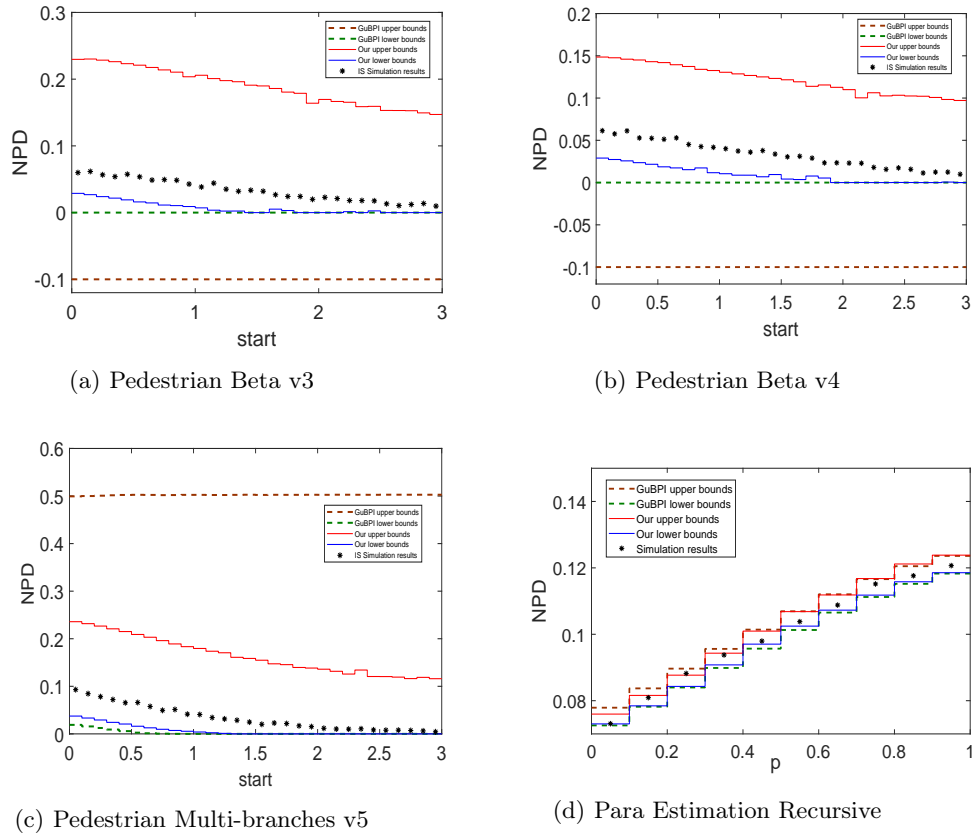 0.3
0.2
0.1
0
-0.1
NPD
GuBPI upper bounds
GuBPI lower bounds
Our upper bounds
Our lower bounds
IS Simulation results
0
1
2
3
start
(a) Pedestrian Beta v3
0.2
0.15
0.1
0.05
0
-0.05
-0.1
NPD
GuBPI upper bounds
GuBPI lower bounds
Our upper bounds
Our lower bounds
IS Simulation results
0
0.5
1
1.5
2
2.5
3
start
(b) Pedestrian Beta v4
0.6
0.5
0.4
0.3
0.2
0.1
0
NPD
GuBPI upper bounds
GuBPI lower bounds
Our upper bounds
Our lower bounds
IS Simulation results
0
0.5
1
1.5
2
2.5
3
start
(c) Pedestrian Multi-branches v5
0.14
0.12
0.1
0.08
NPD
GuBPI upper bounds
GuBPI lower bounds
Our upper bounds
Our lower bounds
Simulation results
0
0.2
0.4
0.6
0.8
1
p
(d) Para Estimation Recursive